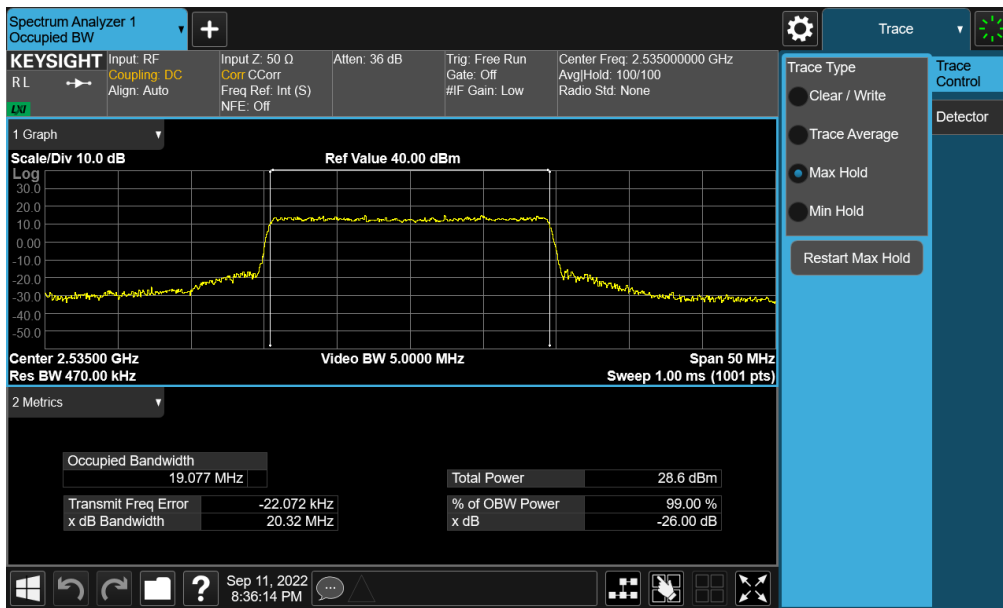 Spectrum Analyzer 1
Occupied BW
+
Trace
KEYSIGHT
R L
LXI
Input: RF
Coupling: DC
Align: Auto
Input Z: 50 Ω
Corr CCorr
Freq Ref: Int (S)
NFE: Off
Atten: 36 dB
Trig: Free Run
Gate: Off
#IF Gain: Low
Center Freq: 2.535000000 GHz
Avg|Hold: 100/100
Radio Std: None
Trace Type
Clear / Write
Trace Average
Max Hold
Min Hold
Restart Max Hold
Trace
Control
Detector
1 Graph
Scale/Div 10.0 dB
Ref Value 40.00 dBm
Log
30.0
20.0
10.0
0.00
-10.0
-20.0
-30.0
-40.0
-50.0
Center 2.53500 GHz
Video BW 5.0000 MHz
Span 50 MHz
Res BW 470.00 kHz
Sweep 1.00 ms (1001 pts)
2 Metrics
Occupied Bandwidth
19.077 MHz
Total Power 28.6 dBm
Transmit Freq Error -22.072 kHz
% of OBW Power 99.00 %
x dB Bandwidth 20.32 MHz
x dB -26.00 dB
?
Sep 11, 2022
8:36:14 PM